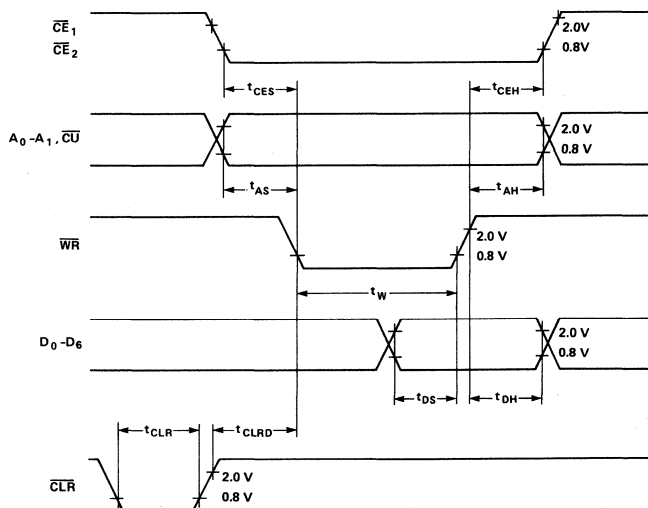 CE1
CE2
2.0V
0.8V
tCES
tCEH
A0-A1, CU
2.0 V
0.8 V
tAS
tAH
WR
2.0 V
0.8 V
tW
D0-D6
2.0 V
0.8 V
tDS
tDH
tCLR
tCLRD
CLR
2.0 V
0.8 V